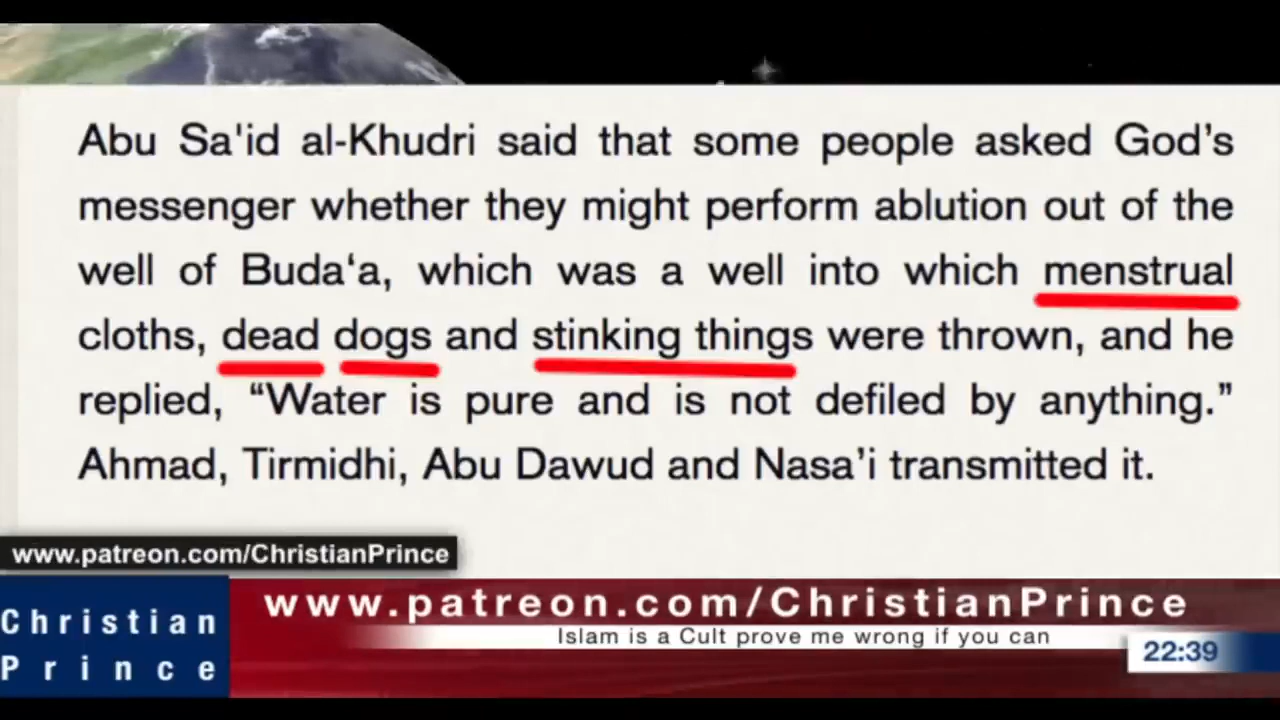 Abu Sa'id al-Khudri said that some people asked God’s
messenger whether they might perform ablution out of the
well of Buda‘a, which was a well into which menstrual
cloths, dead dogs and stinking things were thrown, and he
replied, “Water is pure and is not defiled by anything.”
Ahmad, Tirmidhi, Abu Dawud and Nasa’i transmitted it.
www.patreon.com/ChristianPrince
Christian
Prince
www.patreon.com/ChristianPrince
Islam is a Cult prove me wrong if you can
22:39